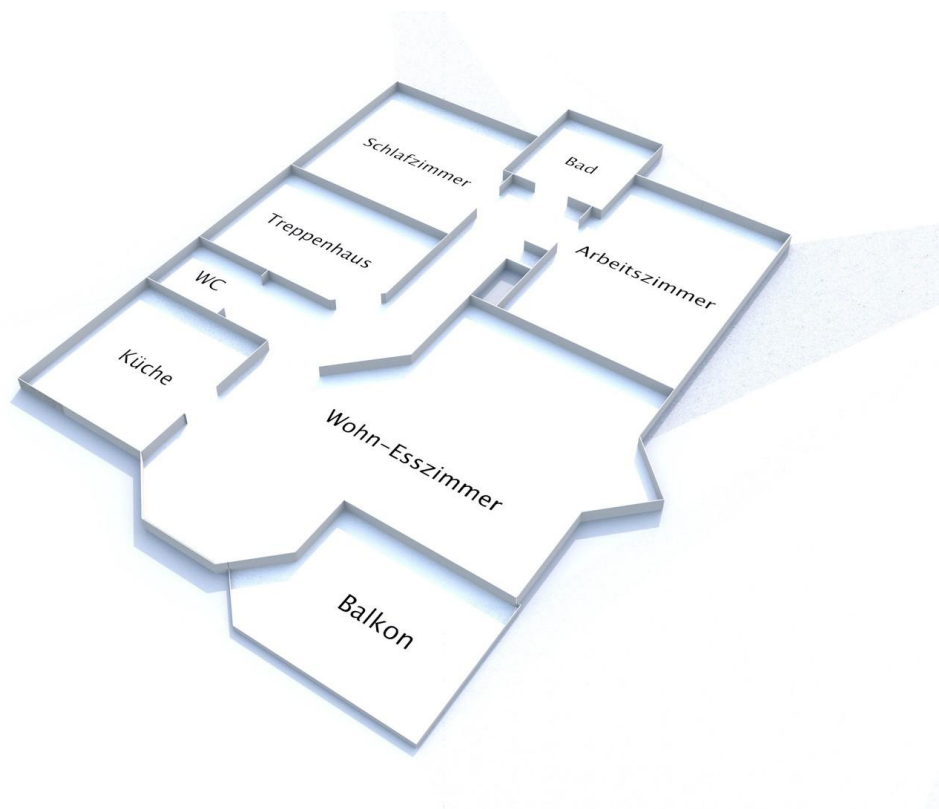 Schlafzimmer
Bad
Treppenhaus
Arbeitszimmer
WC
Küche
Wohn-Esszimmer
Balkon